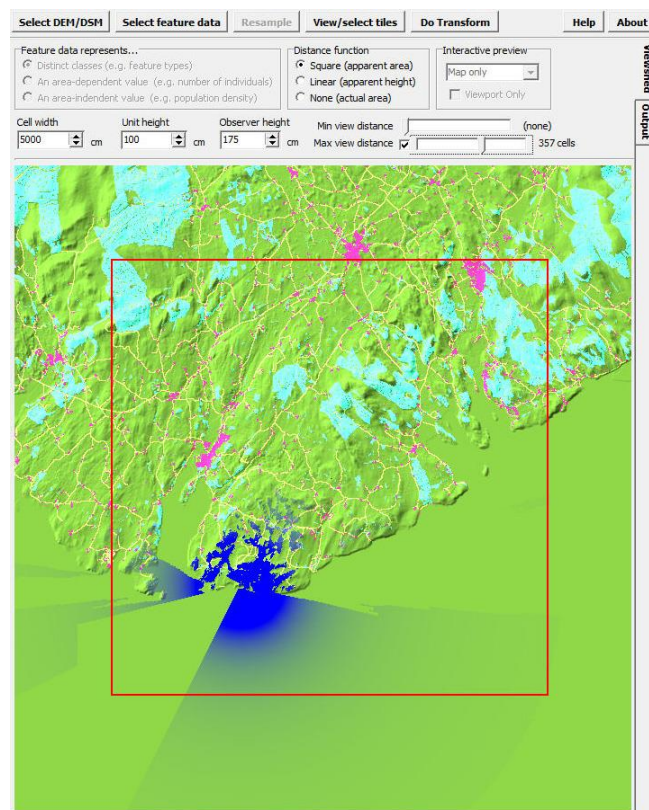 Select DEM/DSM Select feature data Resample View/select tiles Do Transform Help About
Feature data represents... Distance function Interactive preview
Distinct classes (e.g. feature types) Square (apparent area) Map only
An area-dependent value (e.g. number of individuals) Linear (apparent height) Viewport Only
An area-indendent value (e.g. population density) None (actual area)
Cell width Unit height Observer height Min view distance (none)
5000 cm 100 cm 175 cm Max view distance 357 cells
Viewshed
Output